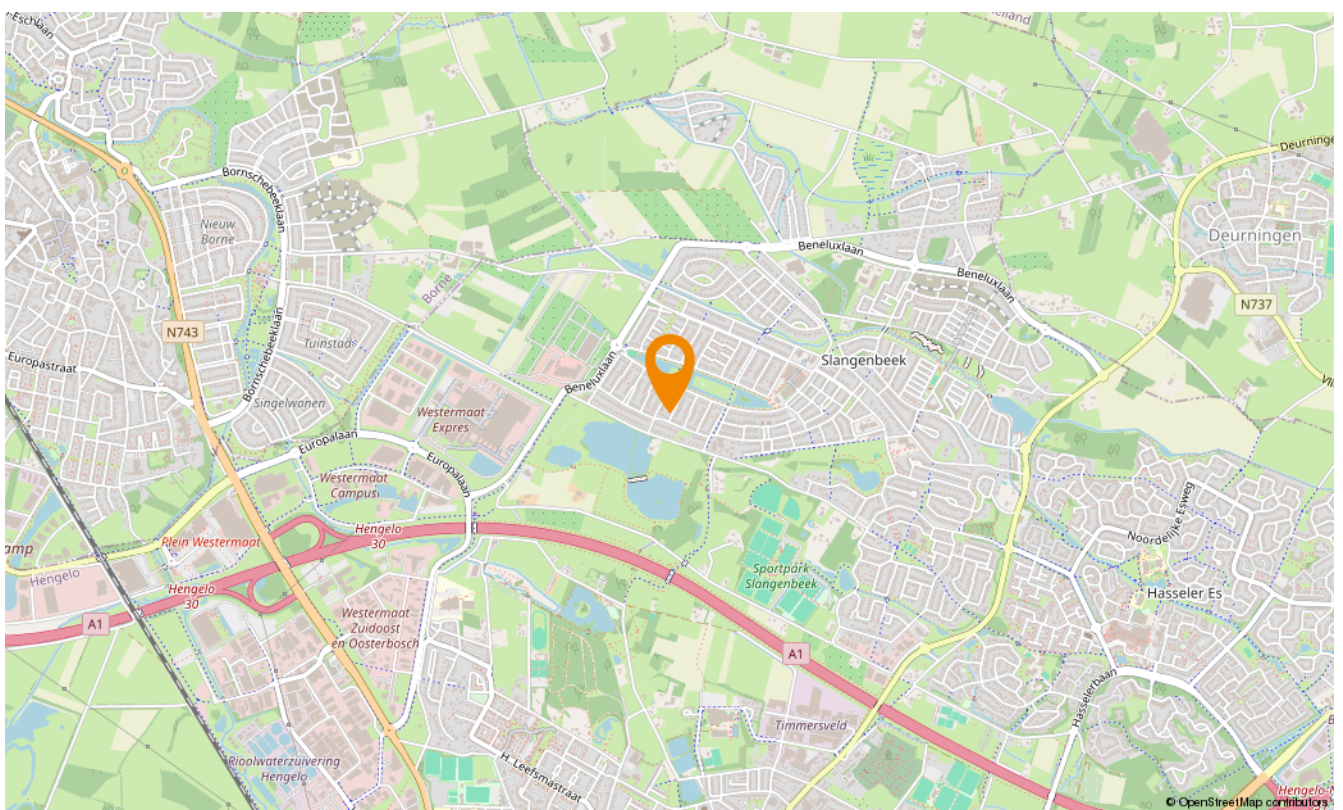 Eschlaan
elland
Deurninge
Bornschebeeklaan
Nieuw
Borne
Deurningen
Beneluxlaan
Beneluxlaan
Borne
N737
N743
Tuinstad
Europastraat
Bornschebeeklaan
Beneluxlaan
Slangenbeek
Singelwonen
Westermaat
Expres
Europalaan
Europalaan
Westermaat
Campus
Noordelijke Esweg
Hengelo
30
Plein Westermaat
amp
Hengelo
Sportpark
Slangenbeek
Hengelo
30
Hasseler Es
Westermaat
Zuidoost
en Oosterbosch
A1
A1
Hasselerbaan
Timmersveld
H. Leefsmastraat
Rioolwaterzuivering
Hengelo
Hengelo-
© OpenStreetMap contributors